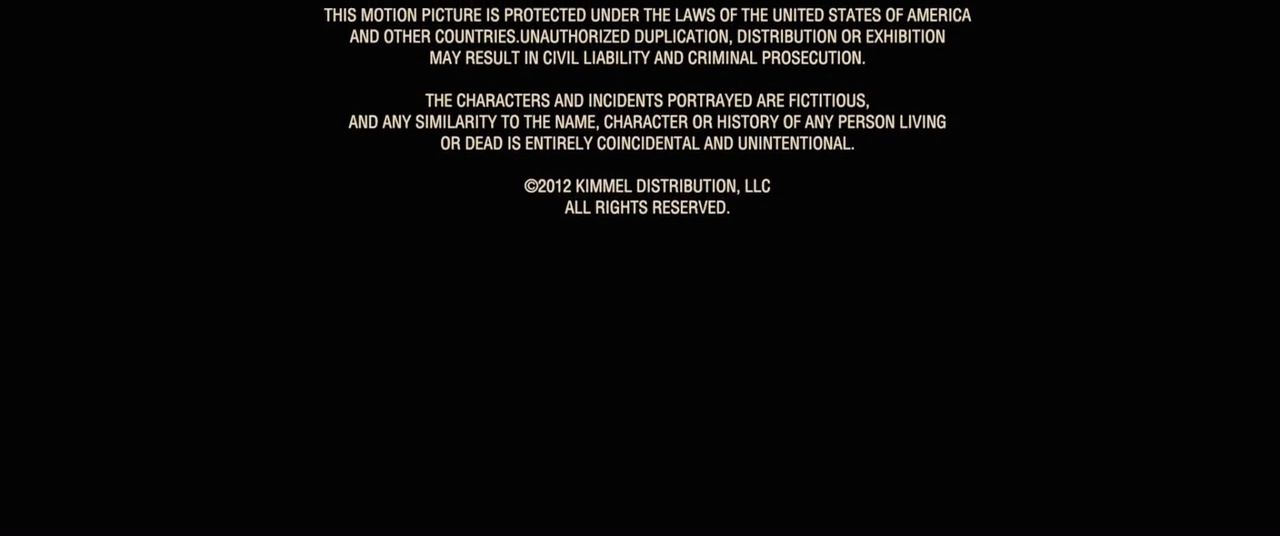 THIS MOTION PICTURE IS PROTECTED UNDER THE LAWS OF THE UNITED STATES OF AMERICA
AND OTHER COUNTRIES.UNAUTHORIZED DUPLICATION, DISTRIBUTION OR EXHIBITION
MAY RESULT IN CIVIL LIABILITY AND CRIMINAL PROSECUTION.
THE CHARACTERS AND INCIDENTS PORTRAYED ARE FICTITIOUS,
AND ANY SIMILARITY TO THE NAME, CHARACTER OR HISTORY OF ANY PERSON LIVING
OR DEAD IS ENTIRELY COINCIDENTAL AND UNINTENTIONAL.
©2012 KIMMEL DISTRIBUTION, LLC
ALL RIGHTS RESERVED.